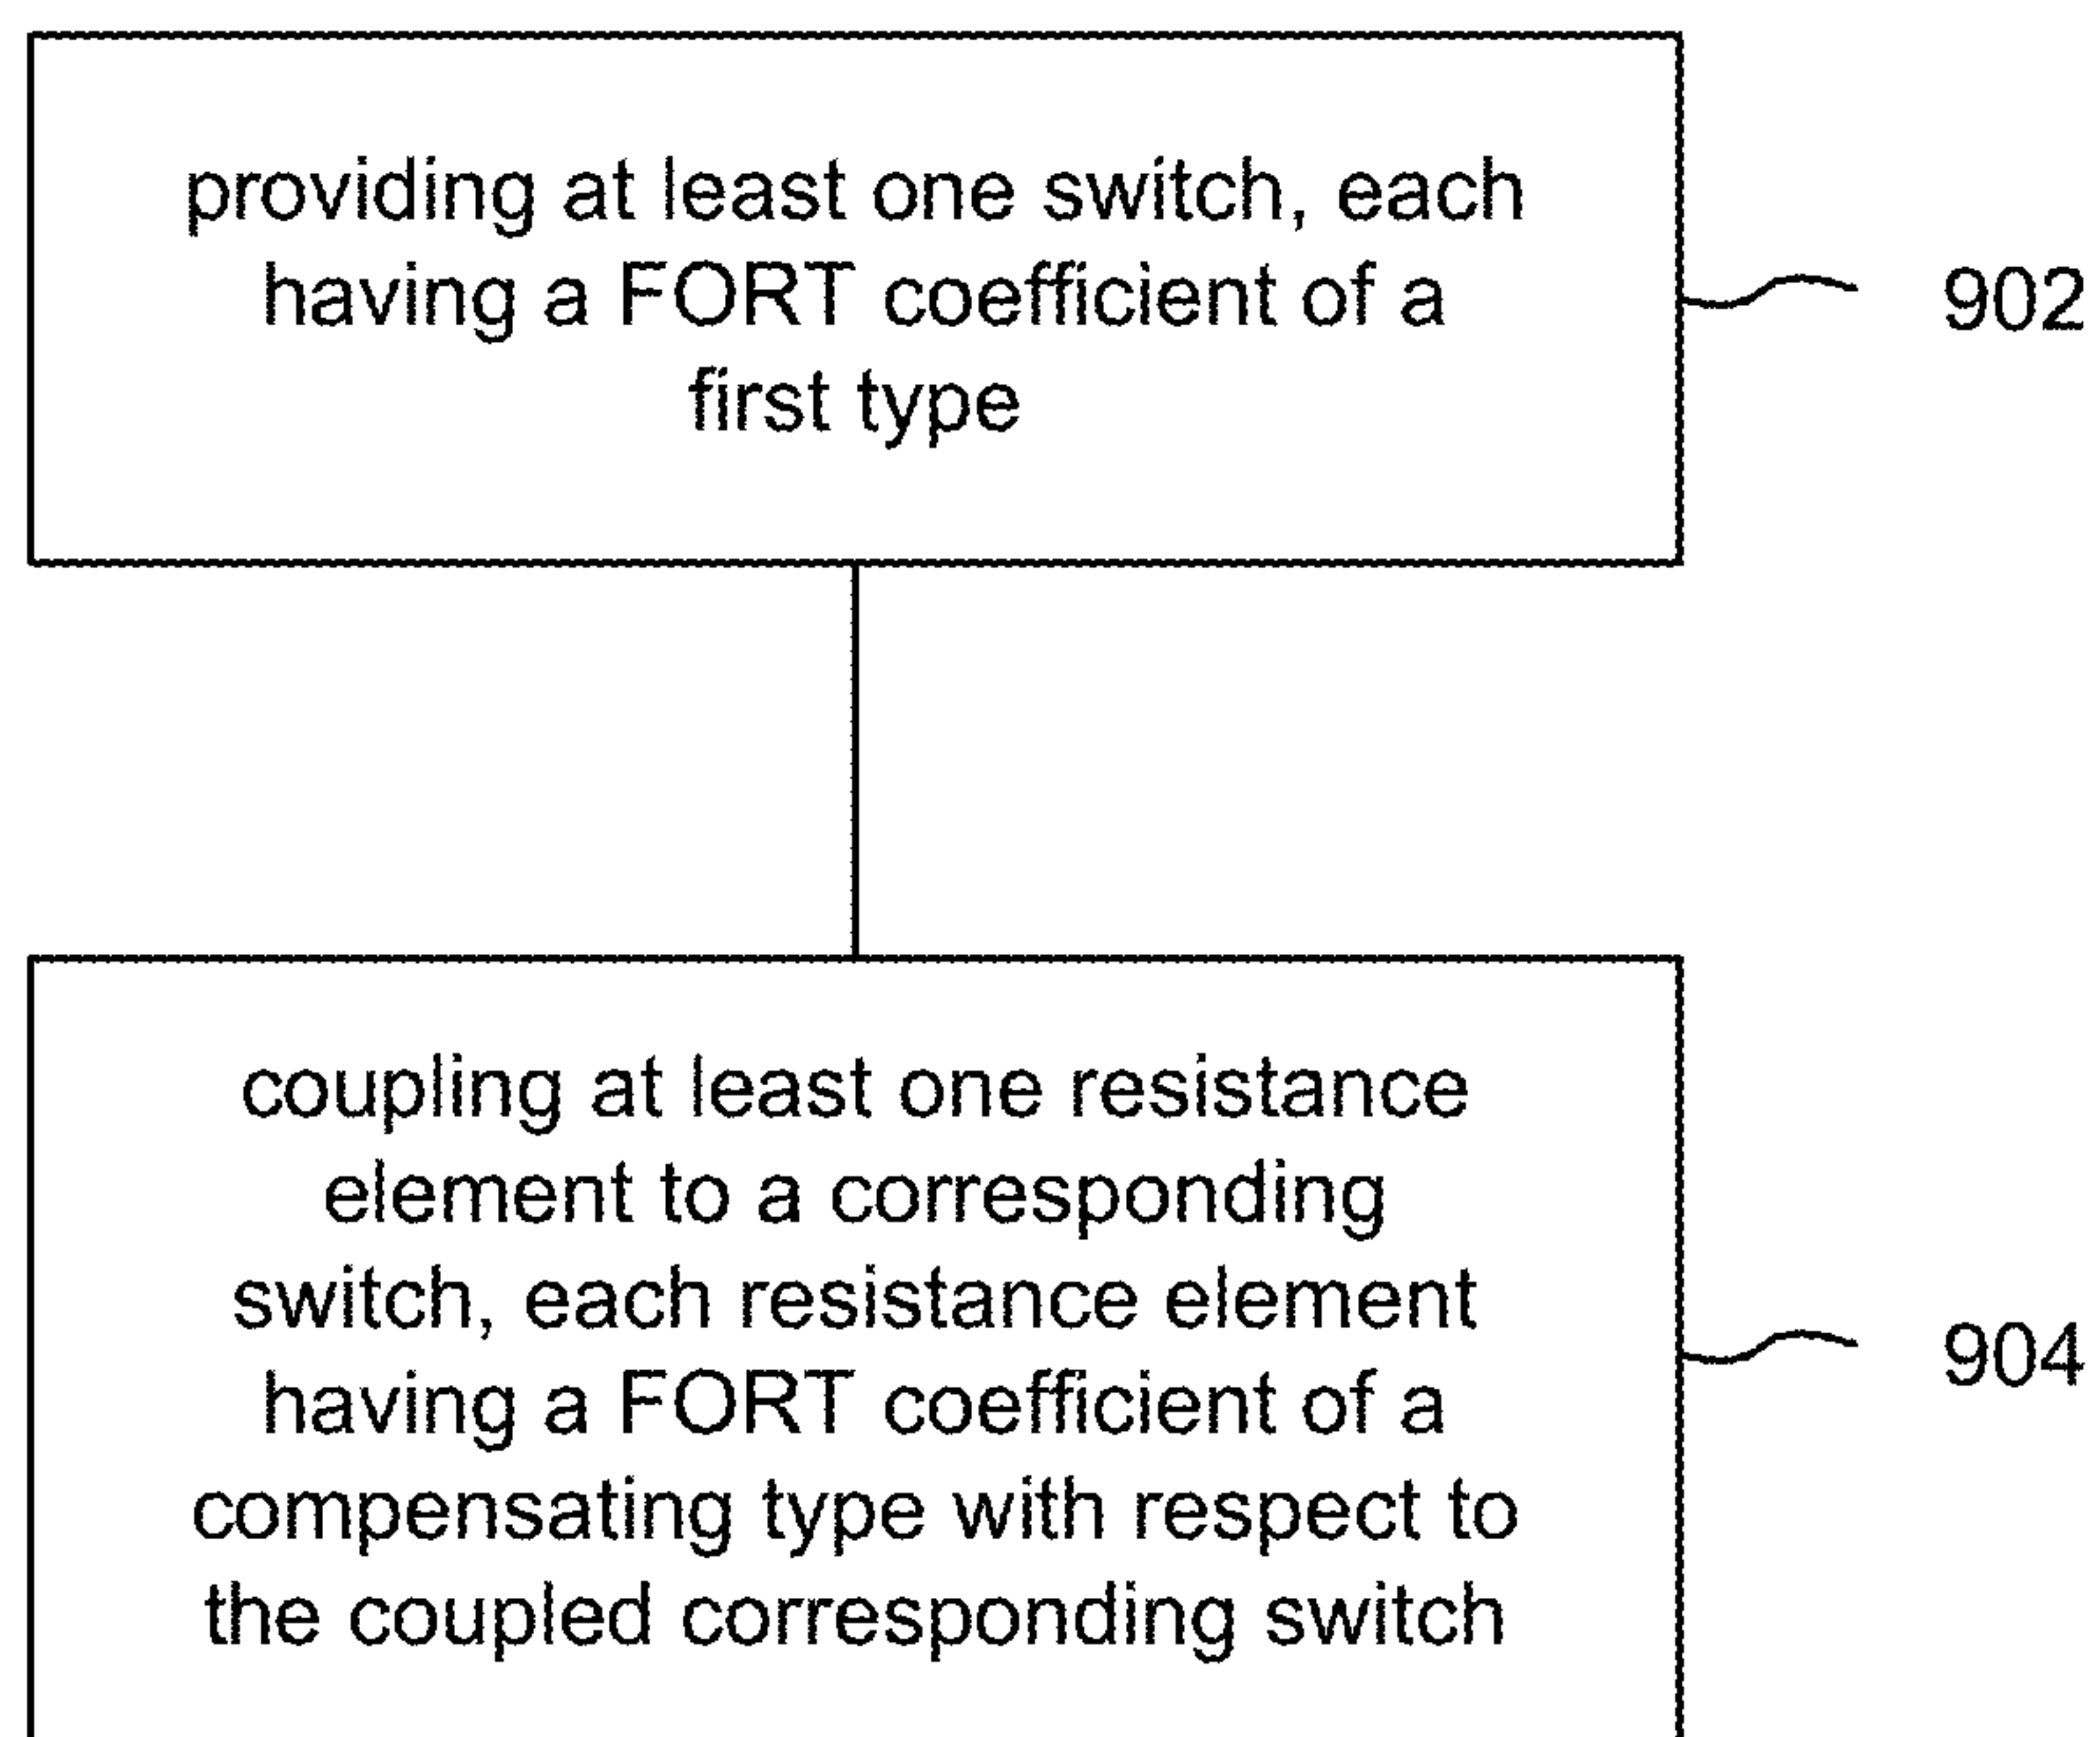 providing at least one switch, each
having a FORT coefficient of a
first type
902
coupling at least one resistance
element to a corresponding
switch, each resistance element
having a FORT coefficient of a
compensating type with respect to
the coupled corresponding switch
904